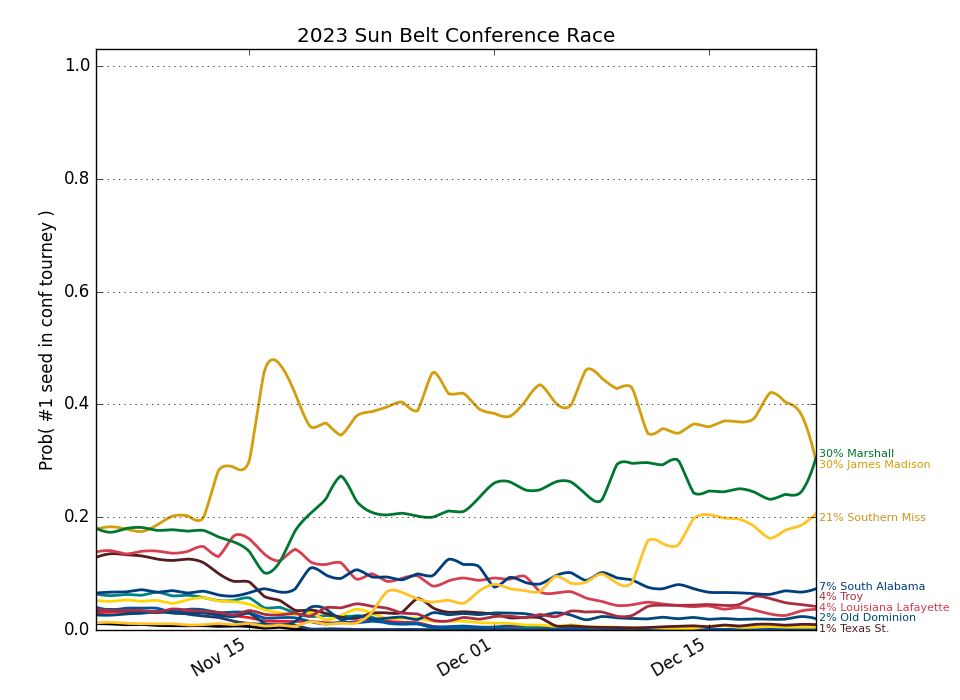 2023 Sun Belt Conference Race
Prob( #1 seed in conf tourney )
1.0
0.8
0.6
0.4
0.2
0.0
Nov 15
Dec 01
Dec 15
30% Marshall
30% James Madison
21% Southern Miss
7% South Alabama
4% Troy
4% Louisiana Lafayette
2% Old Dominion
1% Texas St.